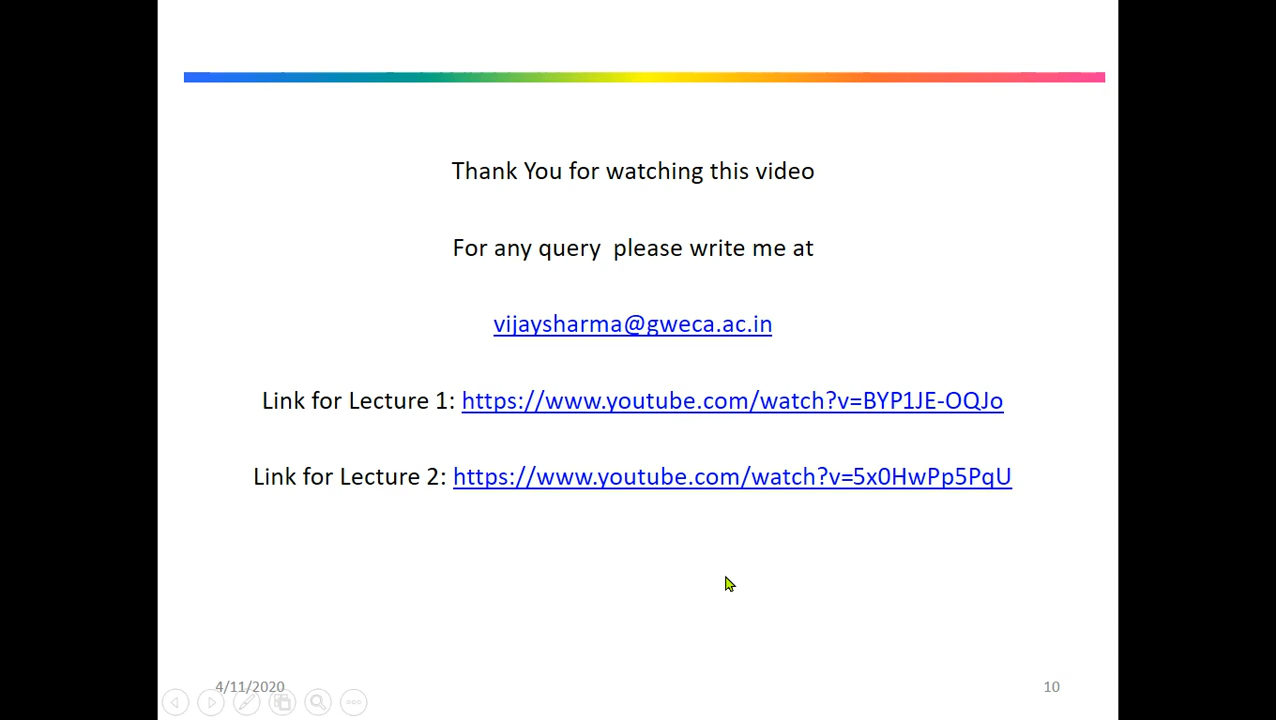 Thank You for watching this video
For any query please write me at
vijaysharma@gweca.ac.in
Link for Lecture 1: https://www.youtube.com/watch?v=BYP1JE-OQJo
Link for Lecture 2: https://www.youtube.com/watch?v=5x0HwPp5PqU
4/11/2020
10